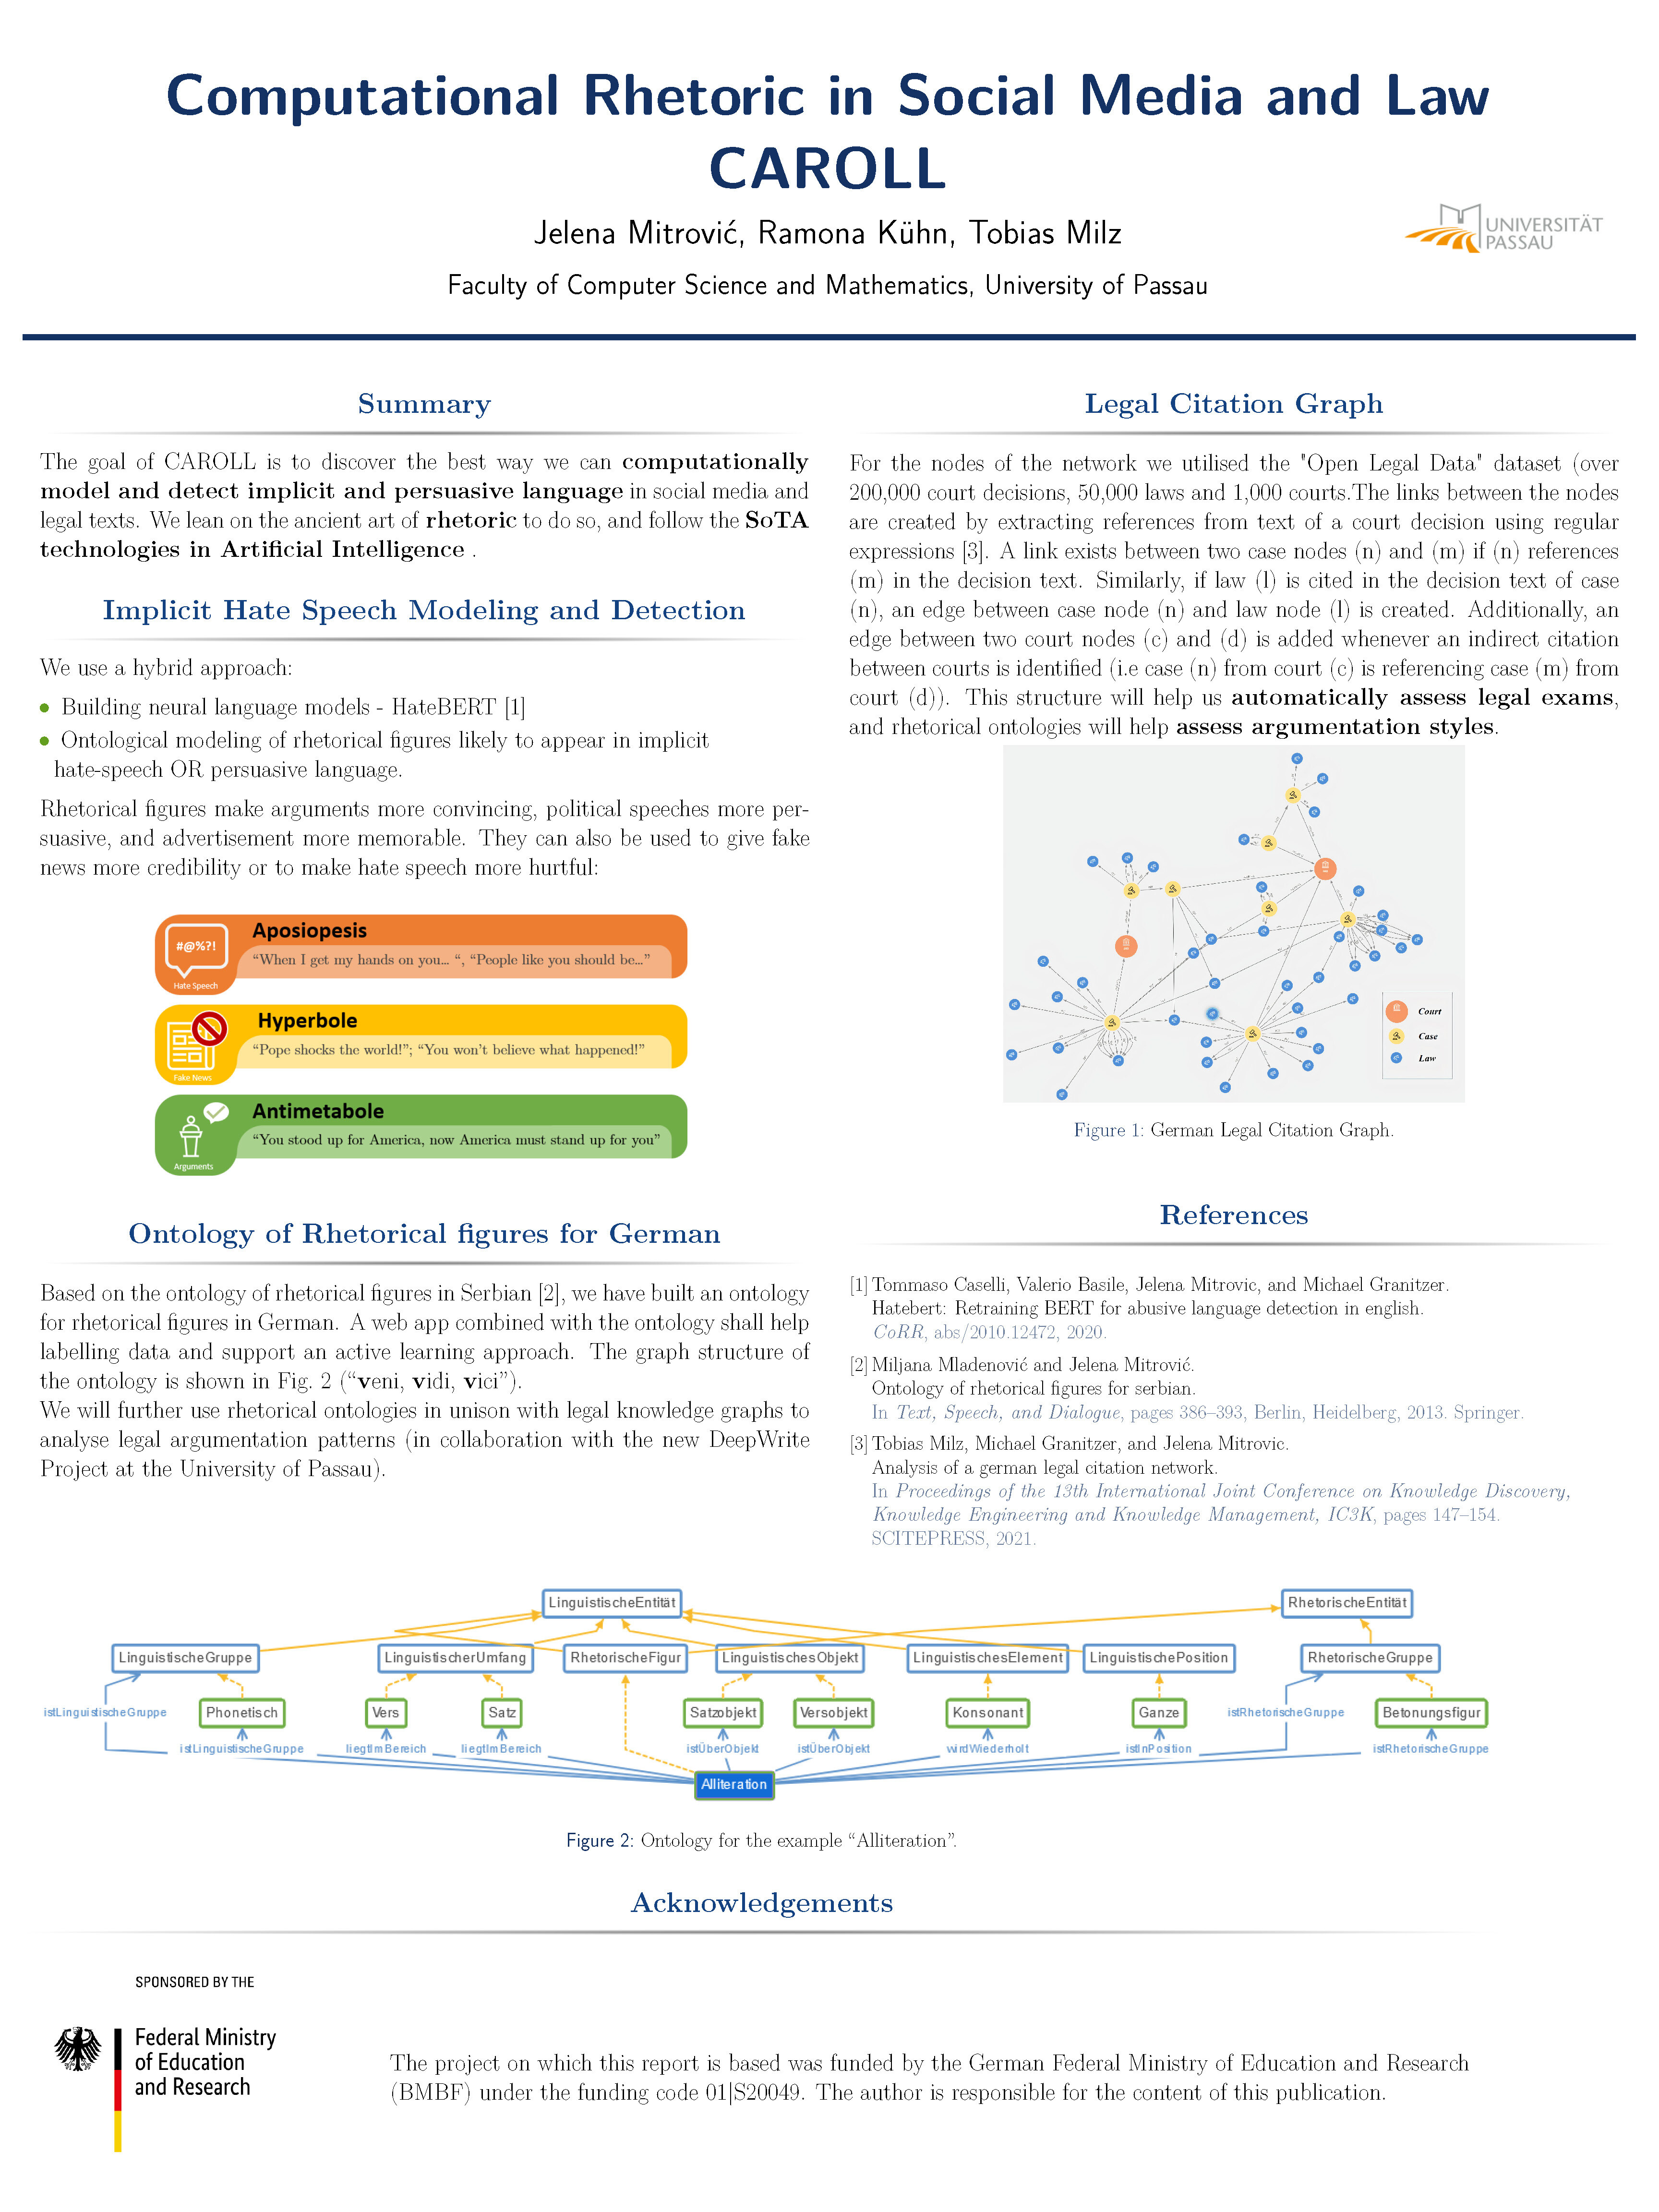 Computational Rhetoric in Social Media and Law
CAROLL
Jelena Mitrović, Ramona Kühn, Tobias Milz
Faculty of Computer Science and Mathematics, University of Passau
UNIVERSITÄT
PASSAU
Summary
The goal of CAROLL is to discover the best way we can computationally
model and detect implicit and persuasive language in social media and
legal texts. We lean on the ancient art of rhetoric to do so, and follow the SoTA
technologies in Artificial Intelligence .
Implicit Hate Speech Modeling and Detection
We use a hybrid approach:
• Building neural language models - HateBERT [1]
• Ontological modeling of rhetorical figures likely to appear in implicit
hate-speech OR persuasive language.
Rhetorical figures make arguments more convincing, political speeches more per-
suasive, and advertisement more memorable. They can also be used to give fake
news more credibility or to make hate speech more hurtful:
#@%?!
Hate Speech
Aposiopesis
“When I get my hands on you... “, “People like you should be...”
Fake News
Hyperbole
“Pope shocks the world!”; “You won’t believe what happened!”
Arguments
Antimetabole
“You stood up for America, now America must stand up for you”
Ontology of Rhetorical figures for German
Based on the ontology of rhetorical figures in Serbian [2], we have built an ontology
for rhetorical figures in German. A web app combined with the ontology shall help
labelling data and support an active learning approach. The graph structure of
the ontology is shown in Fig. 2 (“veni, vidi, vici”).
We will further use rhetorical ontologies in unison with legal knowledge graphs to
analyse legal argumentation patterns (in collaboration with the new DeepWrite
Project at the University of Passau).
Legal Citation Graph
For the nodes of the network we utilised the "Open Legal Data" dataset (over
200,000 court decisions, 50,000 laws and 1,000 courts.The links between the nodes
are created by extracting references from text of a court decision using regular
expressions [3]. A link exists between two case nodes (n) and (m) if (n) references
(m) in the decision text. Similarly, if law (l) is cited in the decision text of case
(n), an edge between case node (n) and law node (l) is created. Additionally, an
edge between two court nodes (c) and (d) is added whenever an indirect citation
between courts is identified (i.e case (n) from court (c) is referencing case (m) from
court (d)). This structure will help us automatically assess legal exams,
and rhetorical ontologies will help assess argumentation styles.
Court
Case
Law
Figure 1: German Legal Citation Graph.
References
[1] Tommaso Caselli, Valerio Basile, Jelena Mitrovic, and Michael Granitzer.
Hatebert: Retraining BERT for abusive language detection in english.
CoRR, abs/2010.12472, 2020.
[2] Miljana Mladenović and Jelena Mitrović.
Ontology of rhetorical figures for serbian.
In Text, Speech, and Dialogue, pages 386–393, Berlin, Heidelberg, 2013. Springer.
[3] Tobias Milz, Michael Granitzer, and Jelena Mitrovic.
Analysis of a german legal citation network.
In Proceedings of the 13th International Joint Conference on Knowledge Discovery,
Knowledge Engineering and Knowledge Management, IC3K, pages 147–154.
SCITEPRESS, 2021.
LinguistischeEntität RhetorischeEntität
LinguistischeGruppe LinguistischerUmfang RhetorischeFigur LinguistischesObjekt LinguistischesElement LinguistischePosition RhetorischeGruppe
istLinguistischeGruppe Phonetisch Vers Satz Satzobjekt Versobjekt Konsonant Ganze istRhetorischeGruppe Betonungsfigur
istLinguistischeGruppe liegtImBereich liegtImBereich istÜberObjekt istÜberObjekt wirdWiederholt istInPosition istRhetorischeGruppe
Alliteration
Figure 2: Ontology for the example “Alliteration”.
Acknowledgements
SPONSORED BY THE
Federal Ministry
of Education
and Research
The project on which this report is based was funded by the German Federal Ministry of Education and Research
(BMBF) under the funding code 01|S20049. The author is responsible for the content of this publication.